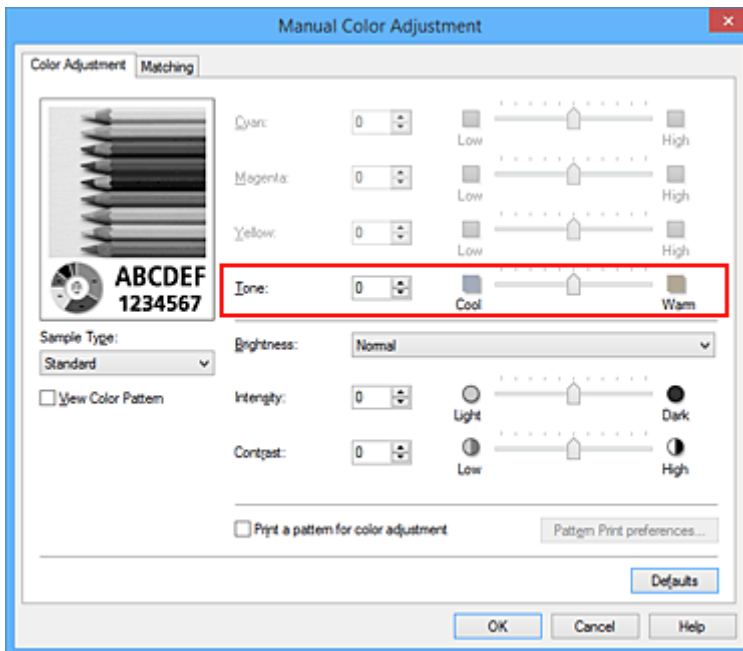 Manual Color Adjustment
Color Adjustment Matching
Cyan: 0 Low High
Magenta: 0 Low High
Yellow: 0 Low High
ABCDEF
1234567
Tone: 0 Cool Warm
Sample Type:
Standard
View Color Pattern
Brightness: Normal
Intensity: 0 Light Dark
Contrast: 0 Low High
Print a pattern for color adjustment Pattern Print preferences...
Defaults
OK Cancel Help